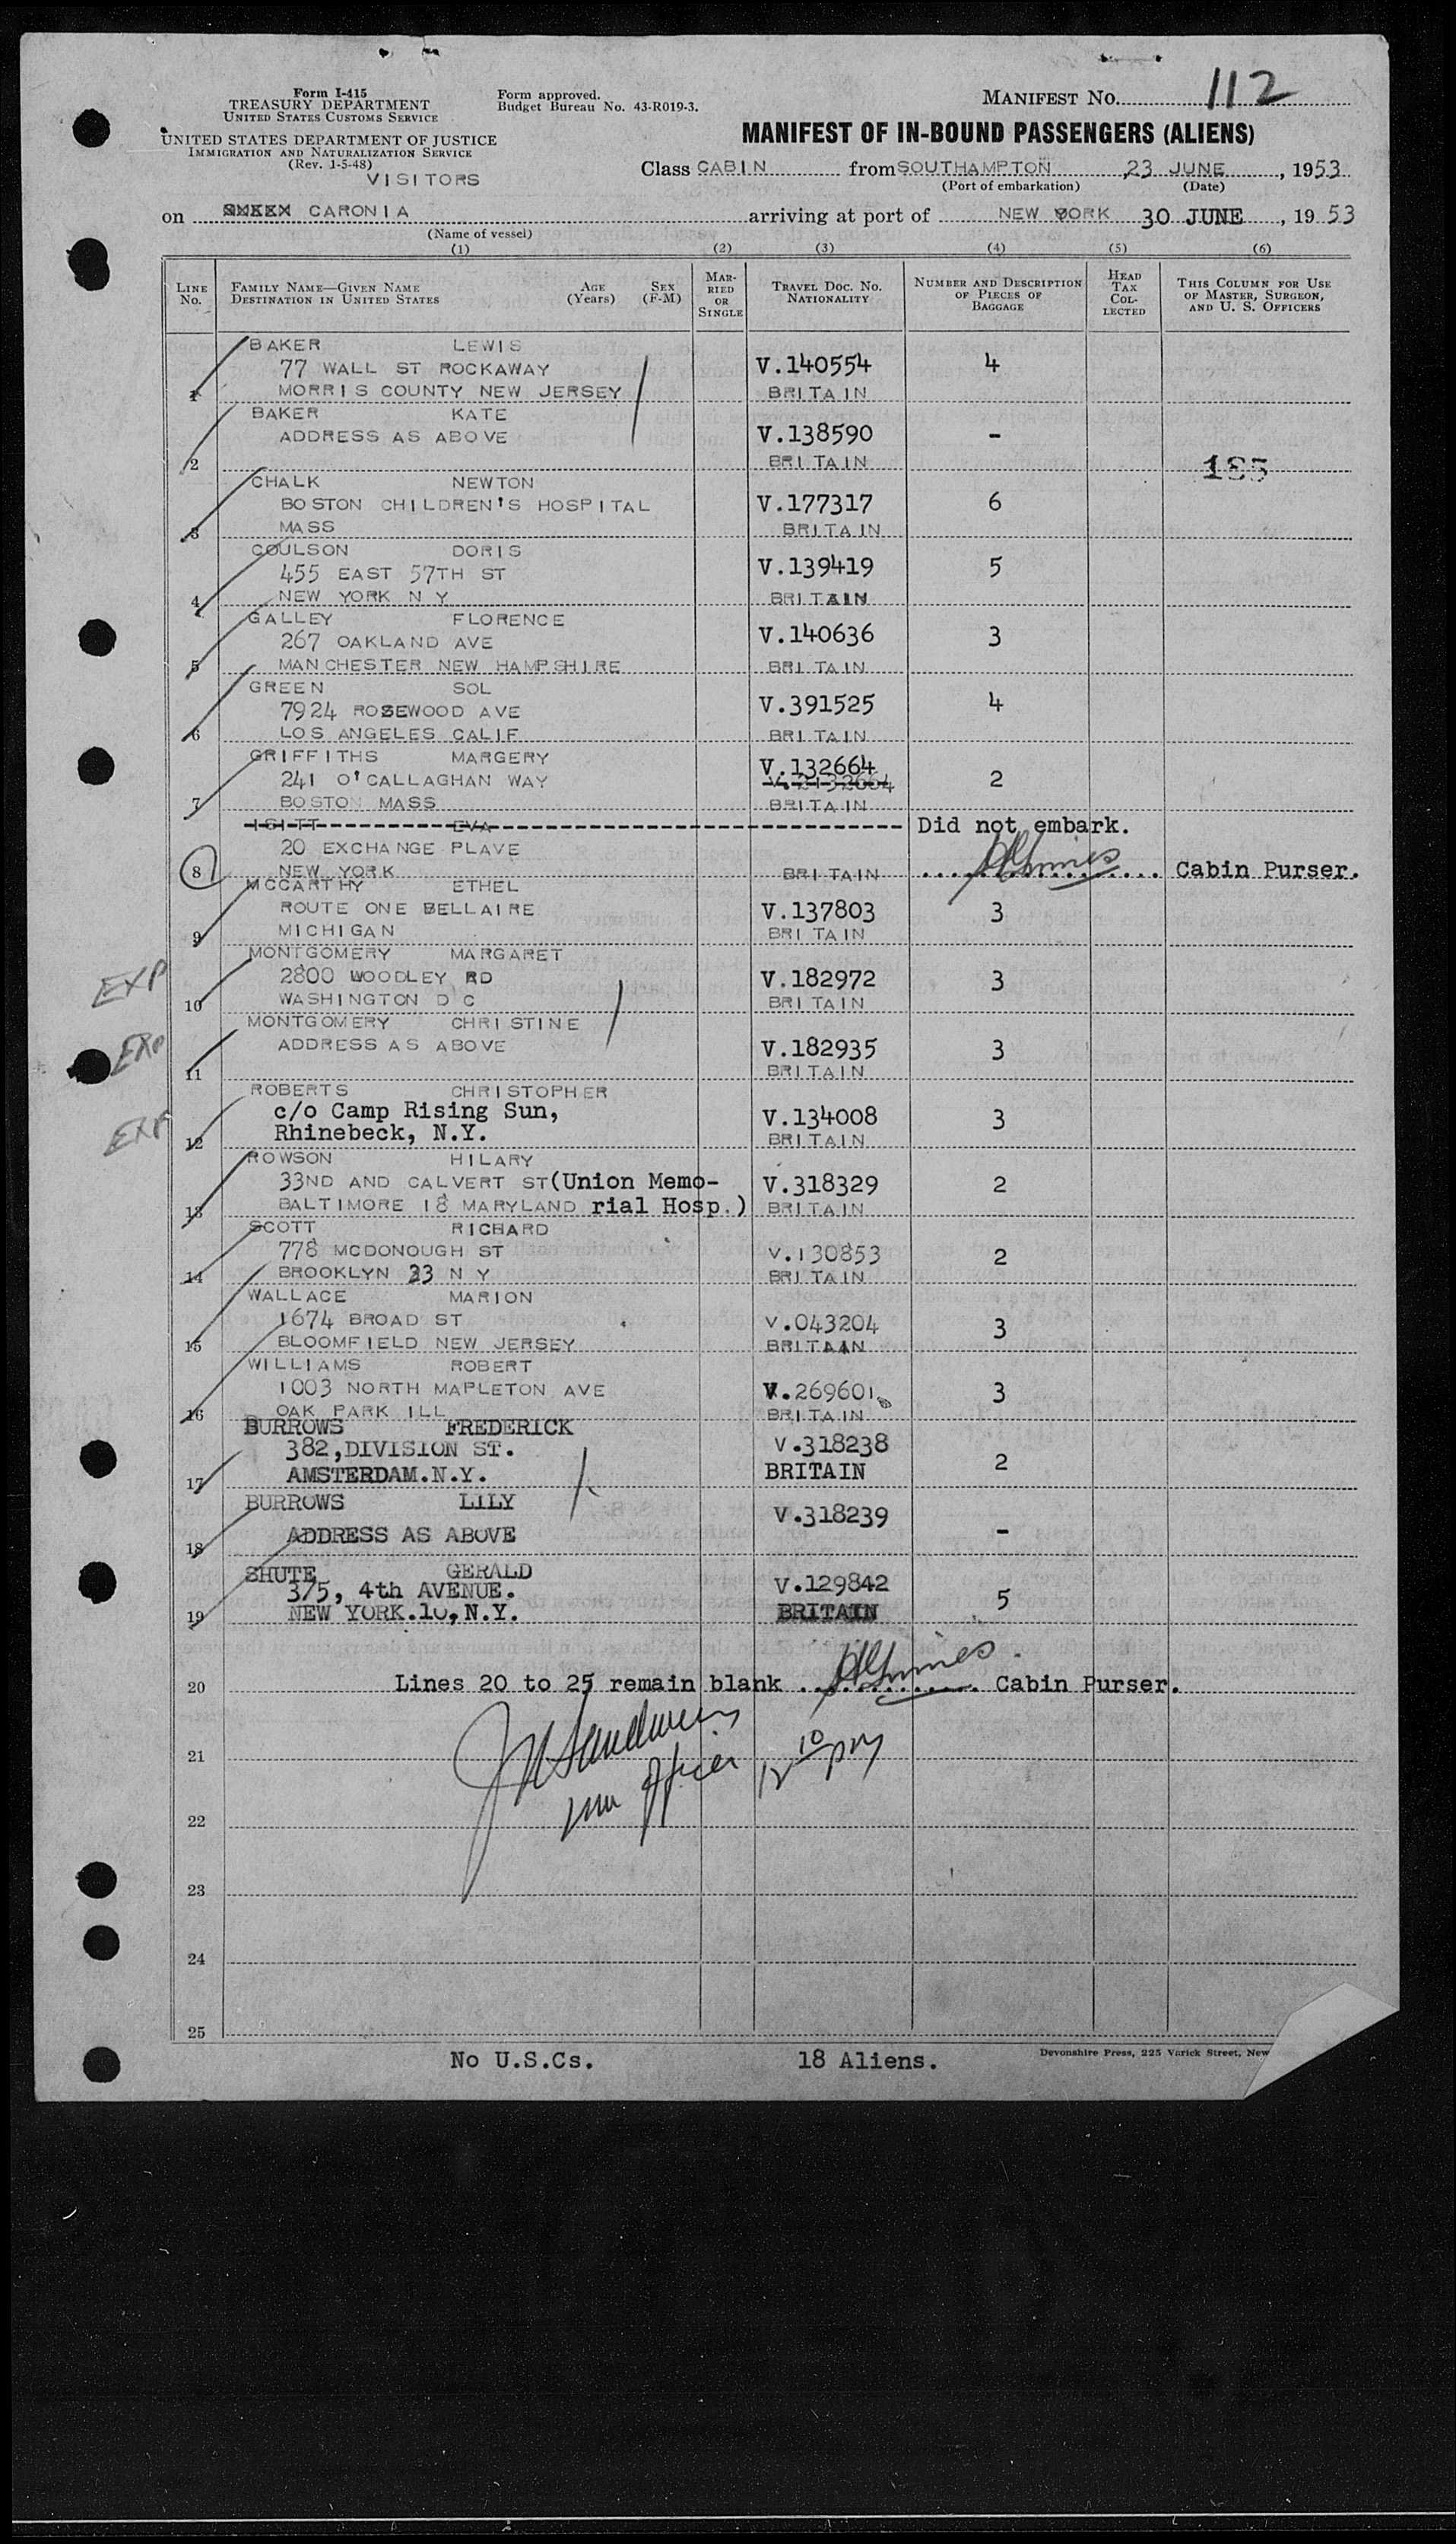 Form I-415
TREASURY DEPARTMENT
UNITED STATES CUSTOMS SERVICE
UNITED STATES DEPARTMENT OF JUSTICE
IMMIGRATION AND NATURALIZATION SERVICE
(Rev. 1-5-48)
VISITORS
Form approved.
Budget Bureau No. 43-R019-3.
MANIFEST NO. 112
MANIFEST OF IN-BOUND PASSENGERS (ALIENS)
Class CABIN from SOUTHAMPTON 23 JUNE, 1953
(Port of embarkation) (Date)
on CARONIA arriving at port of NEW YORK 30 JUNE, 1953
(Name of vessel)
(1) (2) (3) (4) (5) (6)
LINE No. FAMILY NAME—GIVEN NAME DESTINATION IN UNITED STATES AGE (Years) SEX (F-M) MARRIED OR SINGLE TRAVEL DOC. NO. NATIONALITY NUMBER AND DESCRIPTION OF PIECES OF BAGGAGE HEAD TAX COLLECTED THIS COLUMN FOR USE OF MASTER, SURGEON, AND U. S. OFFICERS
BAKER LEWIS
77 WALL ST ROCKAWAY V.140554 4
1 MORRIS COUNTY NEW JERSEY BRITAIN
BAKER KATE
ADDRESS AS ABOVE V.138590 -
2 BRITAIN 185
CHALK NEWTON
BOSTON CHILDREN'S HOSPITAL V.177317 6
3 MASS BRITAIN
COULSON DORIS
455 EAST 57TH ST V.139419 5
4 NEW YORK N Y BRITAIN
GALLEY FLORENCE
267 OAKLAND AVE V.140636 3
5 MANCHESTER NEW HAMPSHIRE BRITAIN
GREEN SOL
7924 ROSEWOOD AVE V.391525 4
6 LOS ANGELES CALIF BRITAIN
GRIFFITHS MARGERY V.132664
241 O'CALLAGHAN WAY V.2132664 2
7 BOSTON MASS BRITAIN
ISITT EVA Did not embark.
20 EXCHANGE PLAVE
8 NEW YORK BRITAIN Cabin Purser.
MCCARTHY ETHEL
ROUTE ONE BELLAIRE V.137803 3
9 MICHIGAN BRITAIN
MONTGOMERY MARGARET
EXP 2800 WOODLEY RD V.182972 3
10 WASHINGTON D C BRITAIN
MONTGOMERY CHRISTINE
EXP ADDRESS AS ABOVE V.182935 3
11 BRITAIN
ROBERTS CHRISTOPHER
c/o Camp Rising Sun, V.134008 3
EXP 12 Rhinebeck, N.Y. BRITAIN
ROWSON HILARY
33ND AND CALVERT ST(Union Memo- V.318329 2
13 BALTIMORE 18 MARYLAND rial Hosp.) BRITAIN
SCOTT RICHARD
778 MCDONOUGH ST V.130853 2
14 BROOKLYN 23 N Y BRITAIN
WALLACE MARION
1674 BROAD ST V.043204 3
15 BLOOMFIELD NEW JERSEY BRITAIN
WILLIAMS ROBERT
1003 NORTH MAPLETON AVE V.269601 3
16 OAK PARK ILL BRITAIN
BURROWS FREDERICK
382,DIVISION ST. V.318238
17 AMSTERDAM.N.Y. BRITAIN 2
BURROWS LILY V.318239
18 ADDRESS AS ABOVE -
SHUTE GERALD
375, 4th AVENUE. V.129842 5
19 NEW YORK.10,N.Y. BRITAIN
20 Lines 20 to 25 remain blank Cabin Purser.
21 12 10 pm
22
23
24
25
No U.S.Cs. 18 Aliens. Devonshire Press, 225 Varick Street, New